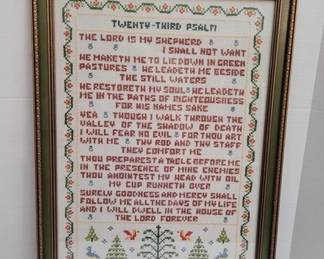 TWENTY-THIRD PSALM
THE LORD IS MY SHEPHERD
I SHALL NOT WANT
HE MAKETH ME TO LIE DOWN IN GREEN
PASTURES HE LEADETH ME BESIDE
THE STILL WATERS
HE RESTORETH MY SOUL HE LEADETH
ME IN THE PATHS OF RIGHTEOUSNESS
FOR HIS NAMES SAKE
YEA THOUGH I WALK THROUGH THE
VALLEY OF THE SHADOW OF DEATH
I WILL FEAR NO EVIL FOR THOU ART
WITH ME THY ROD AND THY STAFF
THEY COMFORT ME
THOU PREPAREST A TABLE BEFORE ME
IN THE PRESENCE OF MINE ENEMIES
THOU ANOINTEST MY HEAD WITH OIL
MY CUP RUNNETH OVER
SURELY GOODNESS AND MERCY SHALL
FOLLOW ME ALL THE DAYS OF MY LIFE
AND I WILL DWELL IN THE HOUSE OF
THE LORD FOREVER